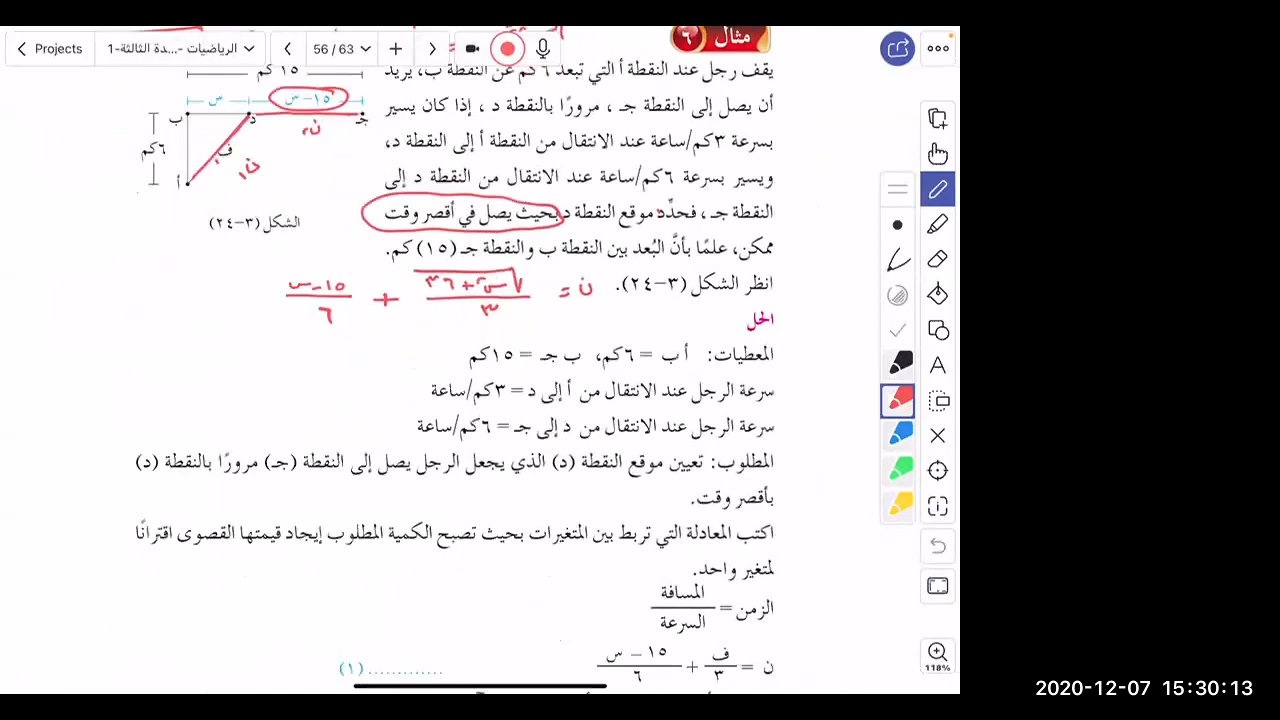 Projects
الرياضيات -...دة الثالثة-1
56 / 63
مثال ٦
يقف رجل عند النقطة أ التي تبعد ٦ كم عن النقطة ب، يريد
أن يصل إلى النقطة جـ ، مرورًا بالنقطة د ، إذا كان يسير
بسرعة ٣كم/ساعة عند الانتقال من النقطة أ إلى النقطة د،
ويسير بسرعة ٦كم/ساعة عند الانتقال من النقطة د إلى
النقطة جـ ، فحدِّد موقع النقطة د بحيث يصل في أقصر وقت
ممكن، علمًا بأنَّ البُعد بين النقطة ب والنقطة جـ (١٥) كم.
انظر الشكل (٣-٢٤).
١٥ كم
س
١٥- س
ب
د
جـ
ن٢
٦كم
ف
ن١
أ
الشكل (٣-٢٤)
ن = √س٢+٣٦ / ٣ + ١٥-س / ٦
الحل
المعطيات: أ ب = ٦كم، ب جـ = ١٥كم
سرعة الرجل عند الانتقال من أ إلى د = ٣كم/ساعة
سرعة الرجل عند الانتقال من د إلى جـ = ٦كم/ساعة
المطلوب: تعيين موقع النقطة (د) الذي يجعل الرجل يصل إلى النقطة (جـ) مرورًا بالنقطة (د)
بأقصر وقت.
اكتب المعادلة التي تربط بين المتغيرات بحيث تصبح الكمية المطلوب إيجاد قيمتها القصوى اقترانًا
لمتغير واحد.
الزمن = المسافة / السرعة
ن = ف / ٣ + ١٥ - س / ٦ ............ (١)
118%
2020-12-07 15:30:13